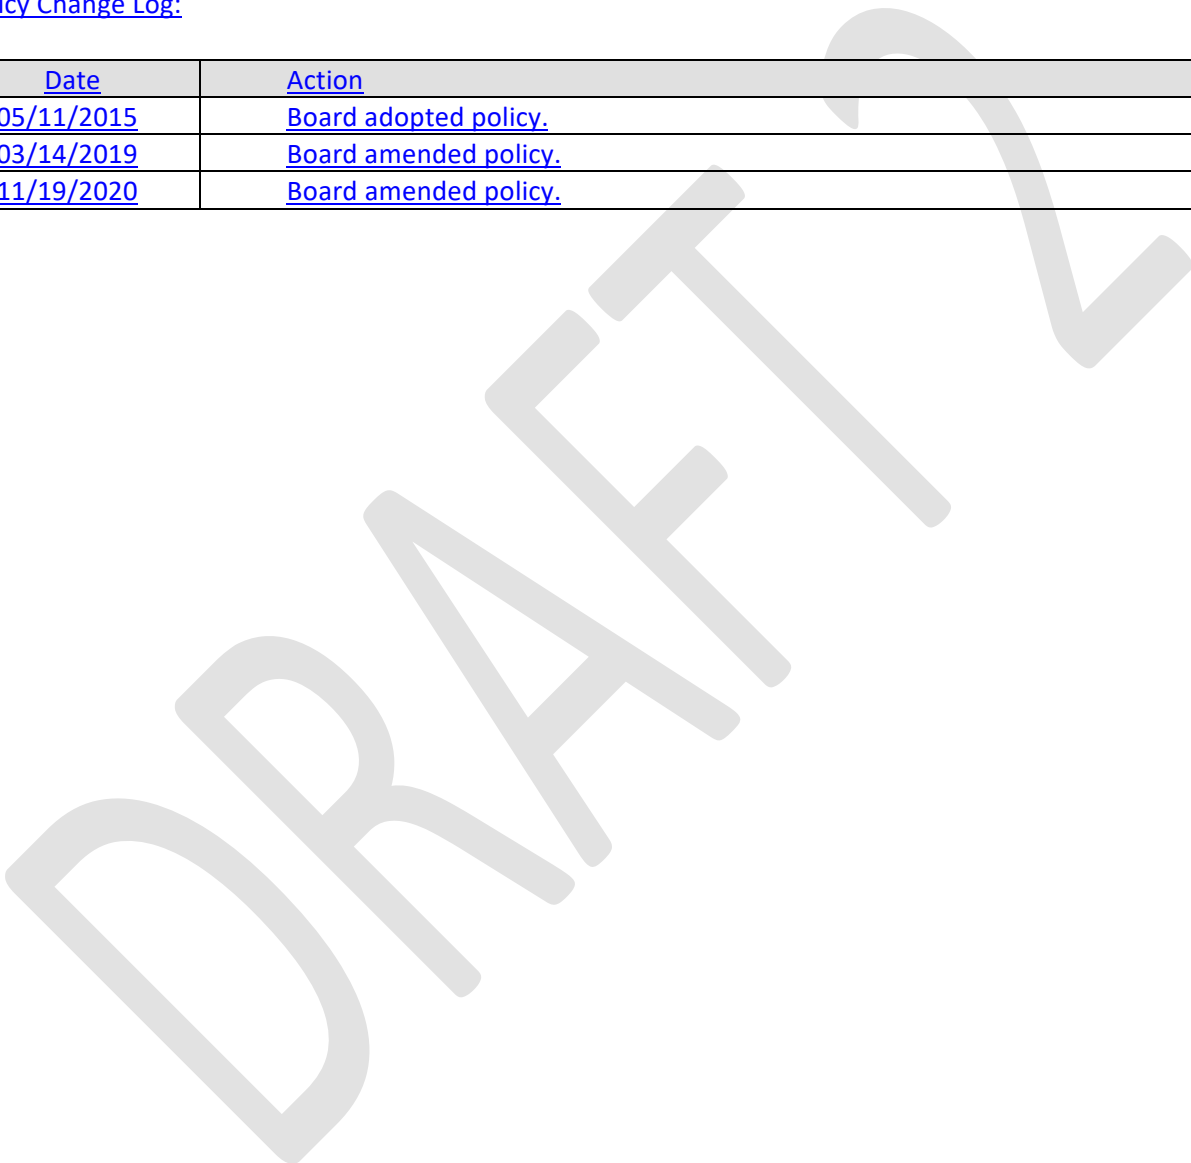 icy Change Log:
Date Action
05/11/2015 Board adopted policy.
03/14/2019 Board amended policy.
11/19/2020 Board amended policy.
DRAFT 2